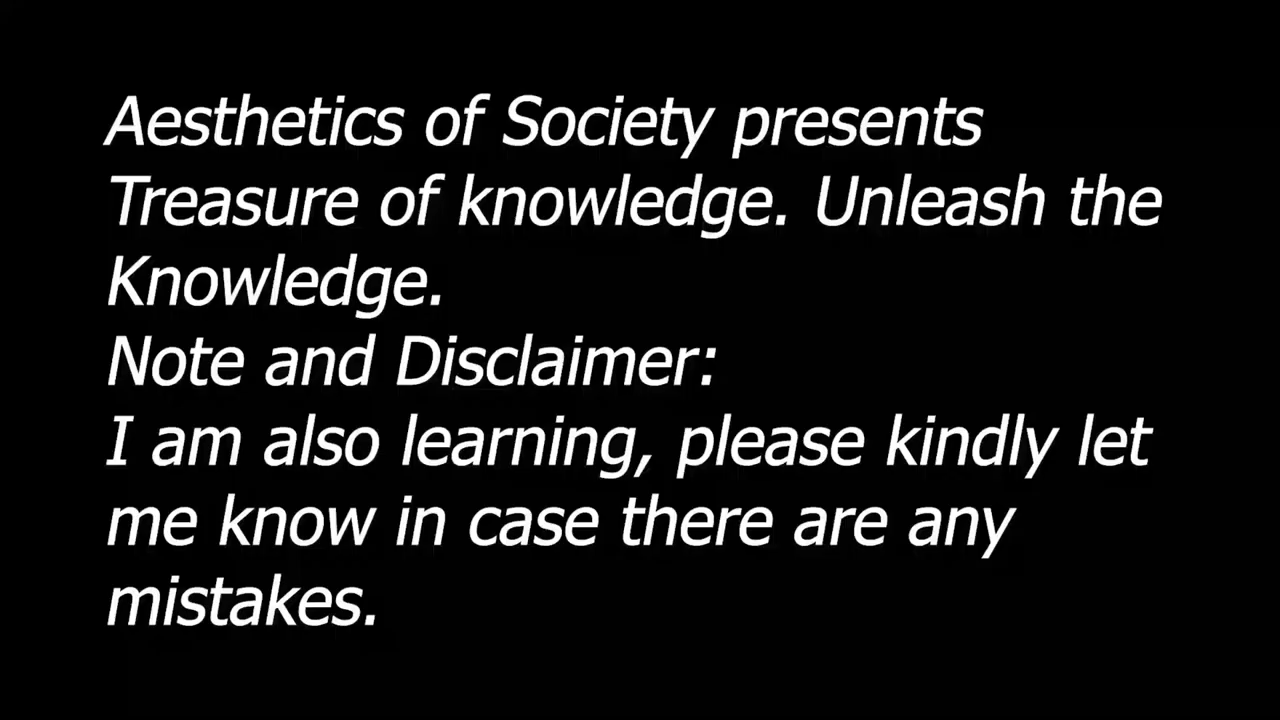 Aesthetics of Society presents
Treasure of knowledge. Unleash the
Knowledge.
Note and Disclaimer:
I am also learning, please kindly let
me know in case there are any
mistakes.